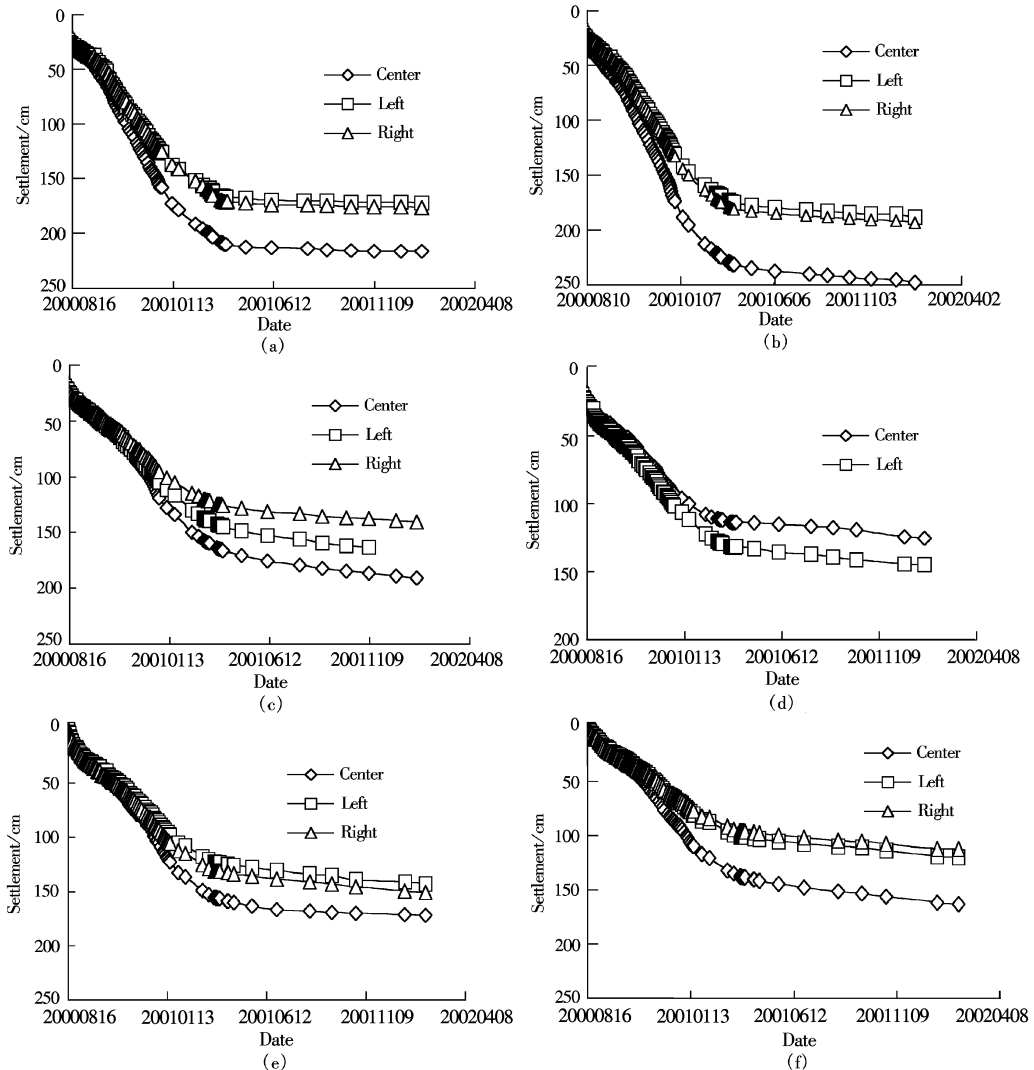 0
50
100
150
200
250
Settlement/cm
Center
Left
Right
20000816 20010113 20010612 20011109 20020408
Date
(a)
0
50
100
150
200
250
Settlement/cm
Center
Left
Right
20000810 20010107 20010606 20011103 20020402
Date
(b)
0
50
100
150
200
250
Settlement/cm
Center
Left
Right
20000816 20010113 20010612 20011109 20020408
Date
(c)
0
50
100
150
200
Settlement/cm
Center
Left
20000816 20010113 20010612 20011109 20020408
Date
(d)
0
50
100
150
200
250
Settlement/cm
Center
Left
Right
20000816 20010113 20010612 20011109 20020408
Date
(e)
0
50
100
150
200
250
Settlement/cm
Center
Left
Right
20000816 20010113 20010612 20011109 20020408
Date
(f)